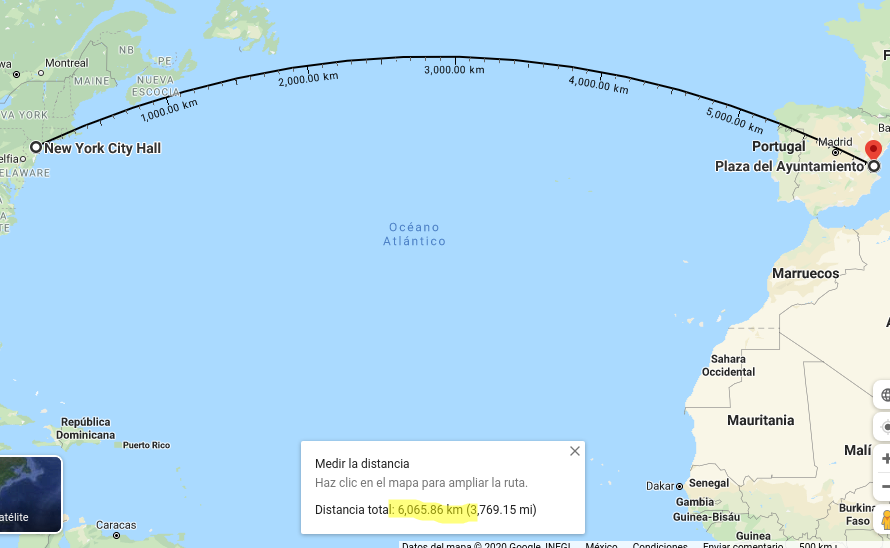 NB
PE
Montreal
MAINE
NUEVA
ESCOCIA
VA YORK
New York City Hall
elfia
DELAWARE
1,000.00 km
2,000.00 km
3,000.00 km
4,000.00 km
5,000.00 km
Portugal
Madrid
Ba
Plaza del Ayuntamiento
Océano
Atlántico
Marruecos
Sahara
Occidental
Mauritania
Malí
República
Dominicana
Puerto Rico
Caracas
atélite
Medir la distancia
Haz clic en el mapa para ampliar la ruta.
Distancia total: 6,065.86 km (3,769.15 mi)
Dakar
Senegal
Gambia
Guinea-Bisáu
Guinea
Burkina
Faso
Datos del mapa © 2020 Google, INEGI México Condiciones Enviar comentario 500 km